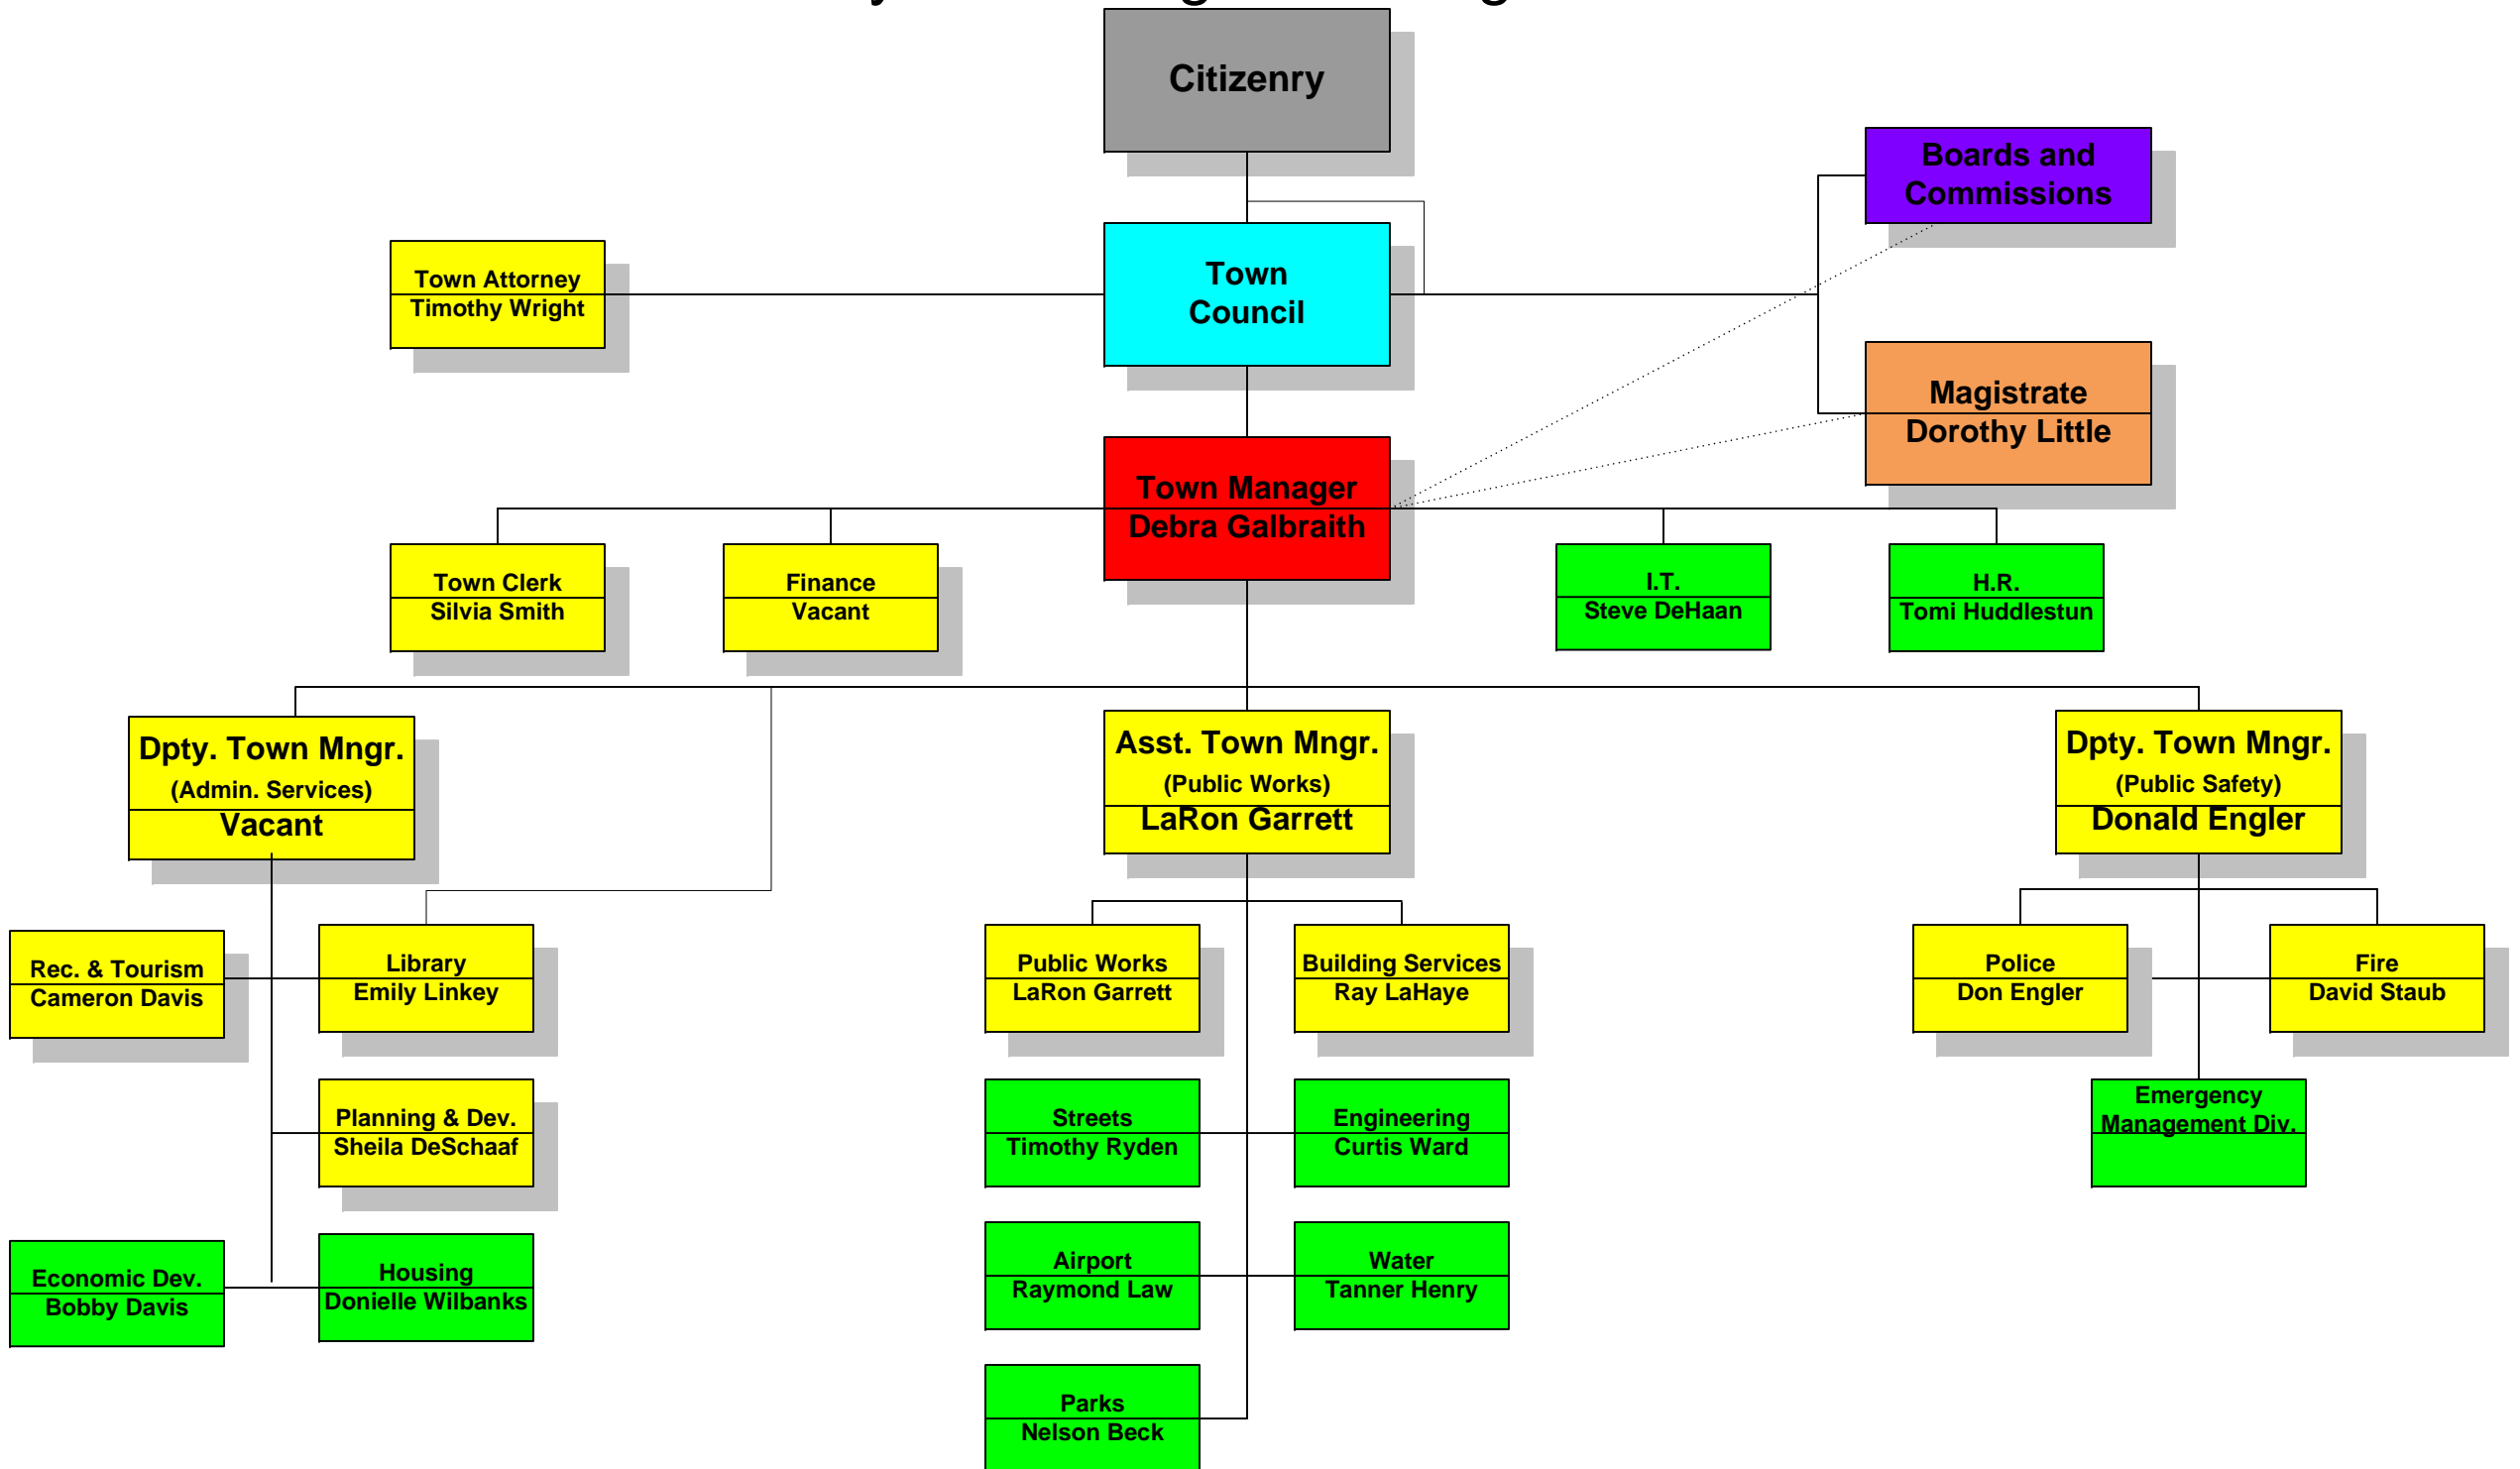 Citizenry
Boards and
Commissions
Town Attorney
Timothy Wright
Town
Council
Magistrate
Dorothy Little
Town Manager
Debra Galbraith
Town Clerk
Silvia Smith
Finance
Vacant
I.T.
Steve DeHaan
H.R.
Tomi Huddlestun
Dpty. Town Mngr.
(Admin. Services)
Vacant
Asst. Town Mngr.
(Public Works)
LaRon Garrett
Dpty. Town Mngr.
(Public Safety)
Donald Engler
Rec. & Tourism
Cameron Davis
Library
Emily Linkey
Public Works
LaRon Garrett
Building Services
Ray LaHaye
Police
Don Engler
Fire
David Staub
Planning & Dev.
Sheila DeSchaaf
Streets
Timothy Ryden
Engineering
Curtis Ward
Emergency
Management Div.
Economic Dev.
Bobby Davis
Housing
Donielle Wilbanks
Airport
Raymond Law
Water
Tanner Henry
Parks
Nelson Beck